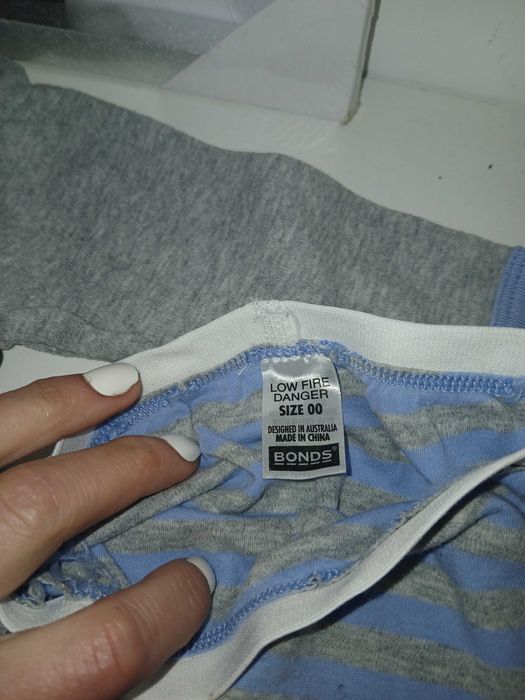 LOW FIRE
DANGER
SIZE 00
DESIGNED IN AUSTRALIA
MADE IN CHINA
BONDS